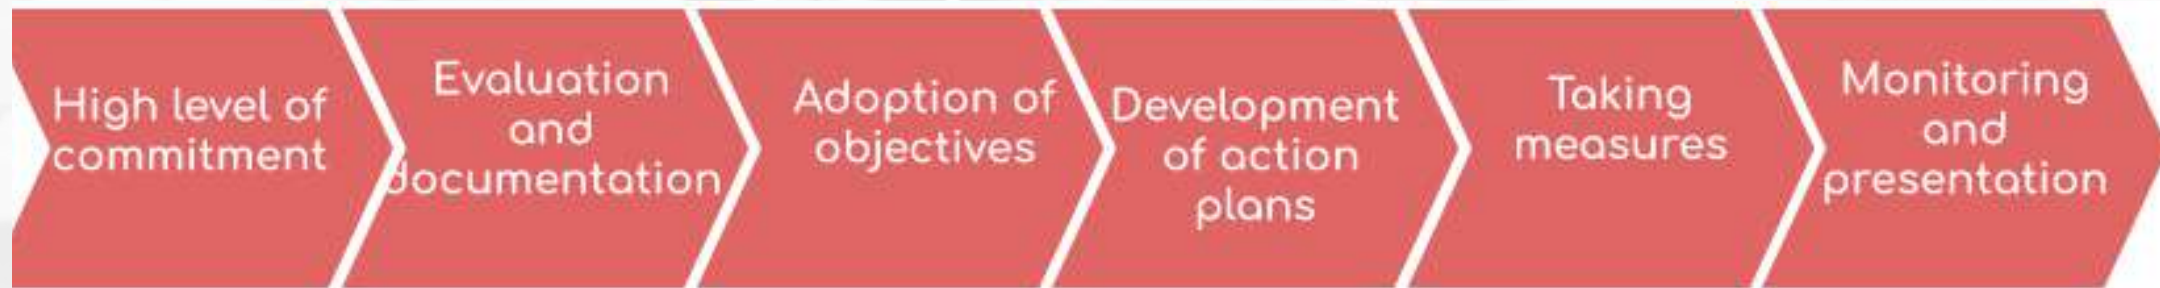 High level of
commitment
Evaluation
and
documentation
Adoption of
objectives
Development
of action
plans
Taking
measures
Monitoring
and
presentation